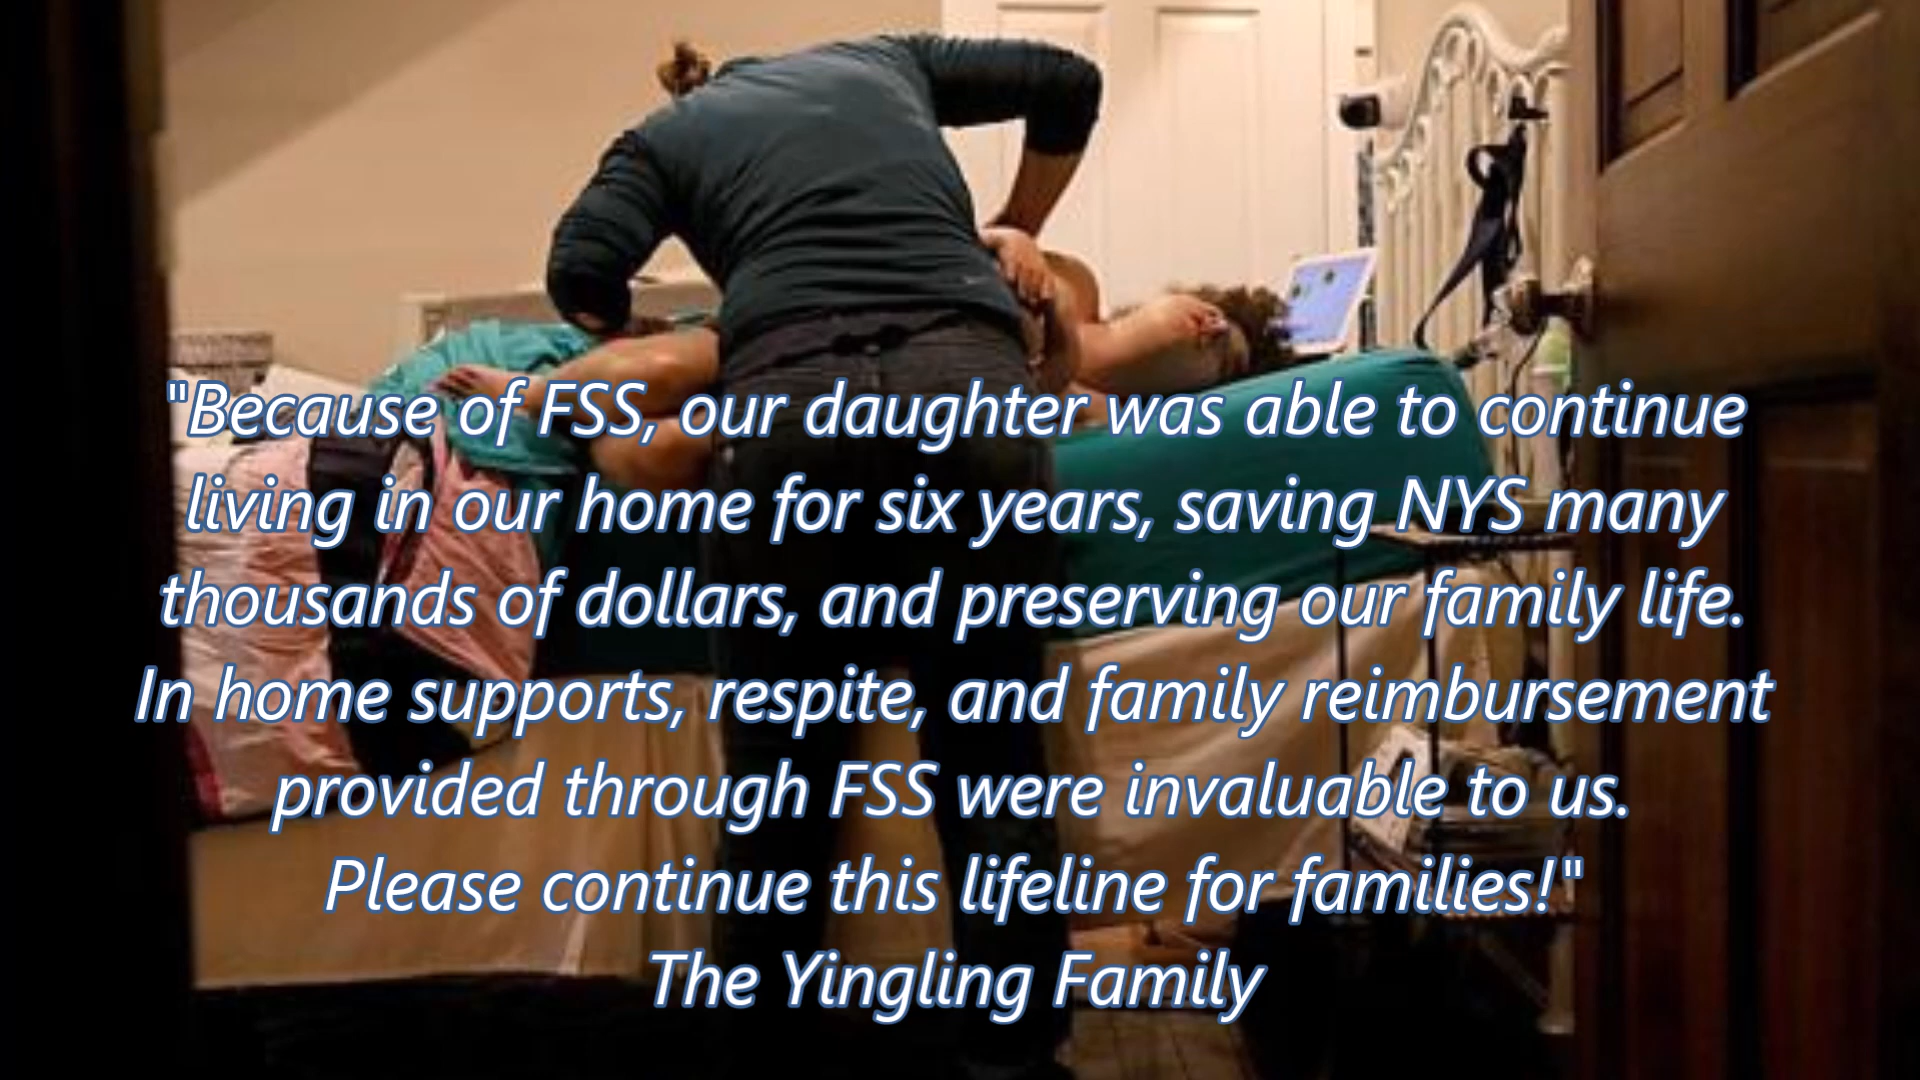 "Because of FSS, our daughter was able to continue
living in our home for six years, saving NYS many
thousands of dollars, and preserving our family life.
In home supports, respite, and family reimbursement
provided through FSS were invaluable to us.
Please continue this lifeline for families!"
The Yingling Family